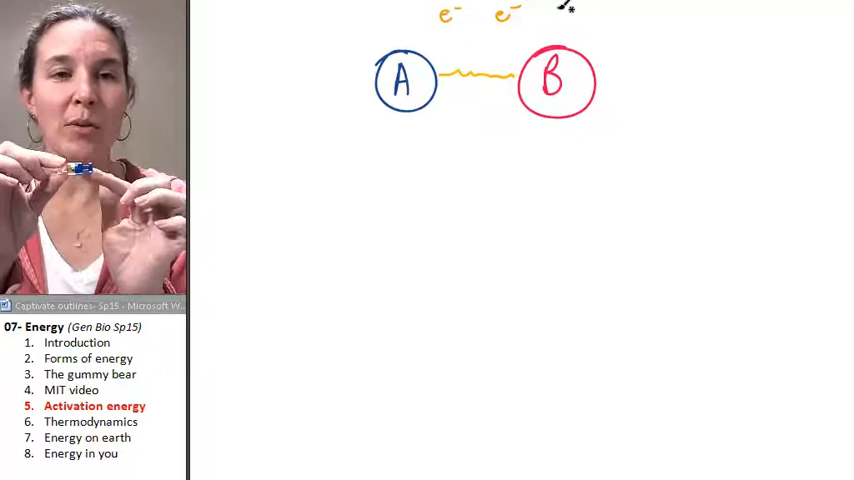 e⁻ e⁻ *
A B
Captivate outlines- Sp15 - Microsoft W...
07- Energy (Gen Bio Sp15)
1. Introduction
2. Forms of energy
3. The gummy bear
4. MIT video
5. Activation energy
6. Thermodynamics
7. Energy on earth
8. Energy in you